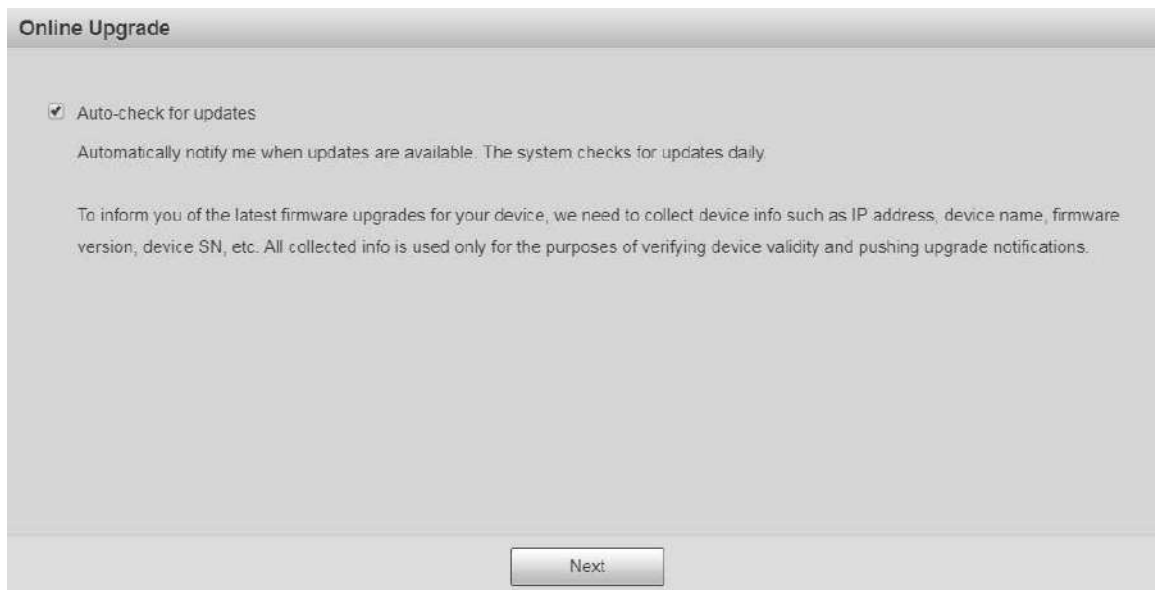 Online Upgrade
Auto-check for updates
Automatically notify me when updates are available. The system checks for updates daily.
To inform you of the latest firmware upgrades for your device, we need to collect device info such as IP address, device name, firmware
version, device SN, etc. All collected info is used only for the purposes of verifying device validity and pushing upgrade notifications.
Next